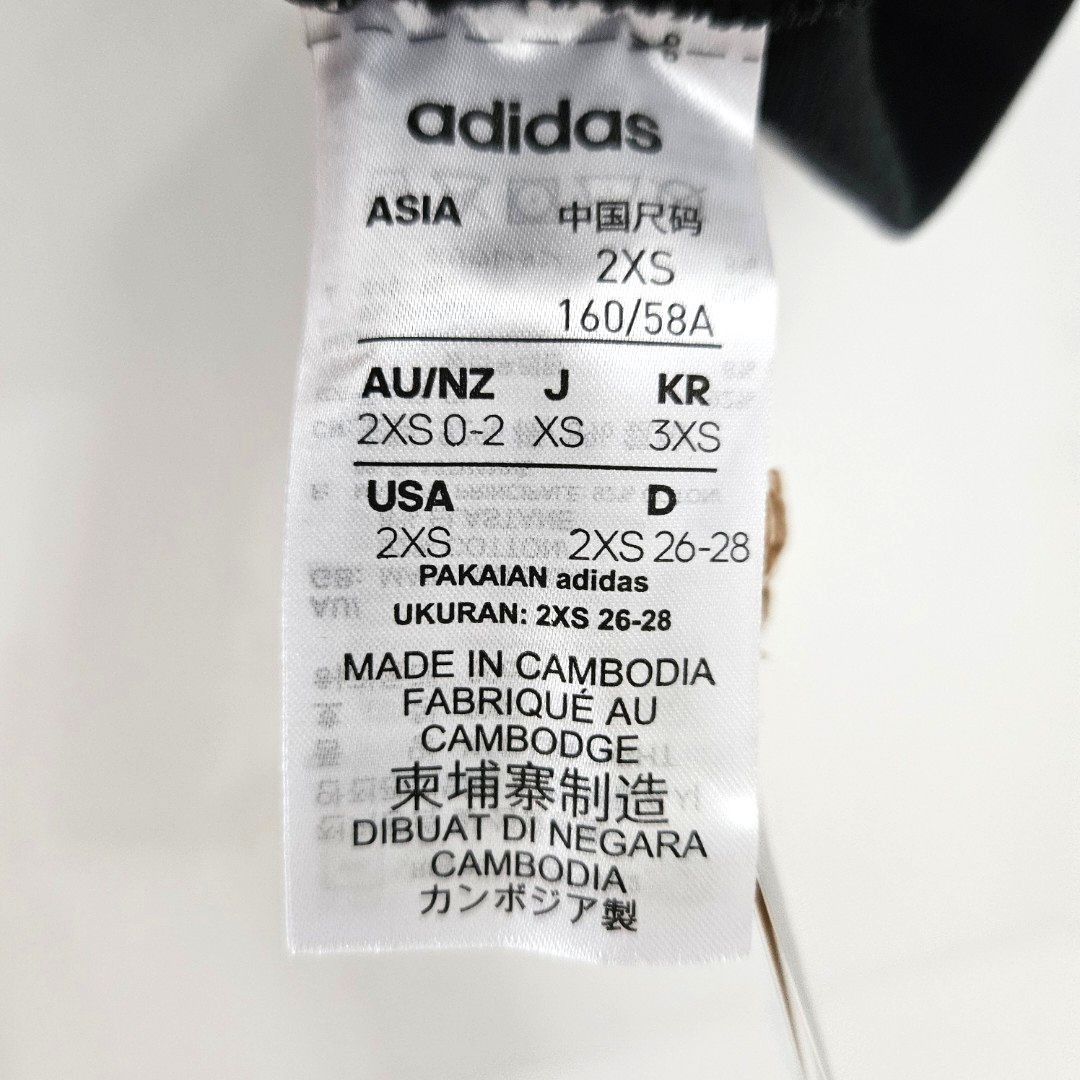 adidas
ASIA 中国尺码
2XS
160/58A
AU/NZ J KR
2XS 0-2 XS 3XS
USA D
2XS 2XS 26-28
PAKAIAN adidas
UKURAN: 2XS 26-28
MADE IN CAMBODIA
FABRIQUÉ AU
CAMBODGE
柬埔寨制造
DIBUAT DI NEGARA
CAMBODIA
カンボジア製